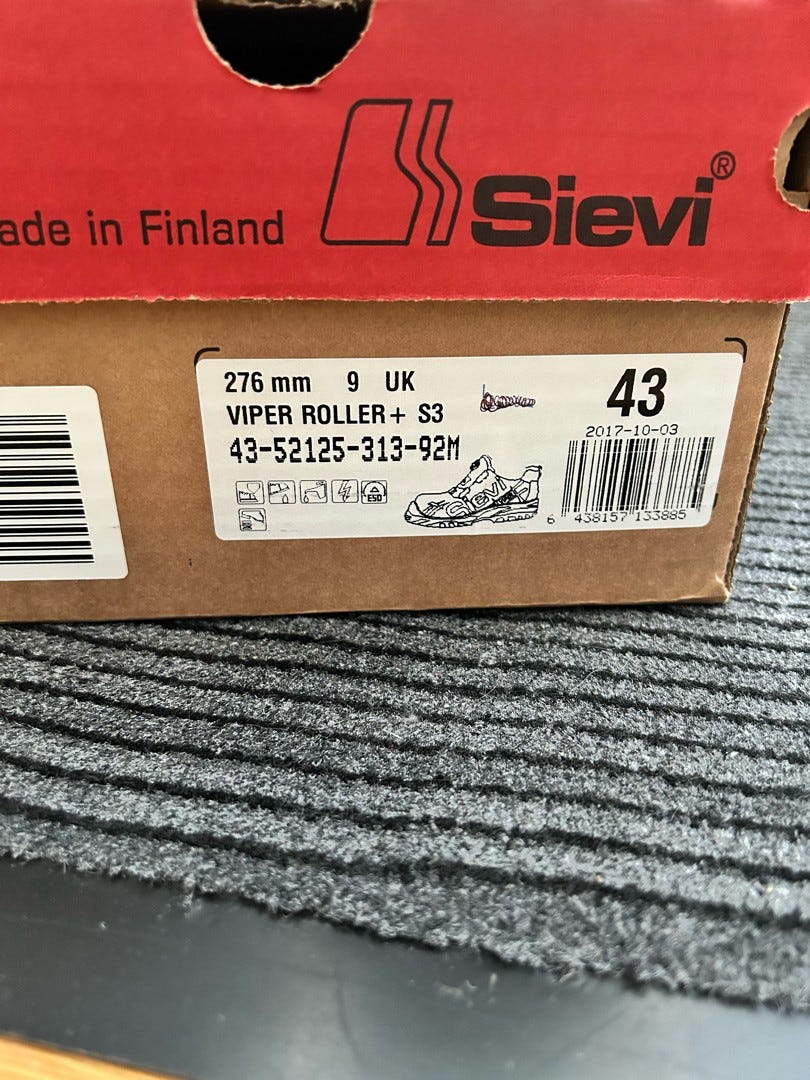 ade in Finland
Sievi®
276 mm 9 UK
VIPER ROLLER+ S3
43-52125-313-92M
ESD
43
2017-10-03
6 438157 133885